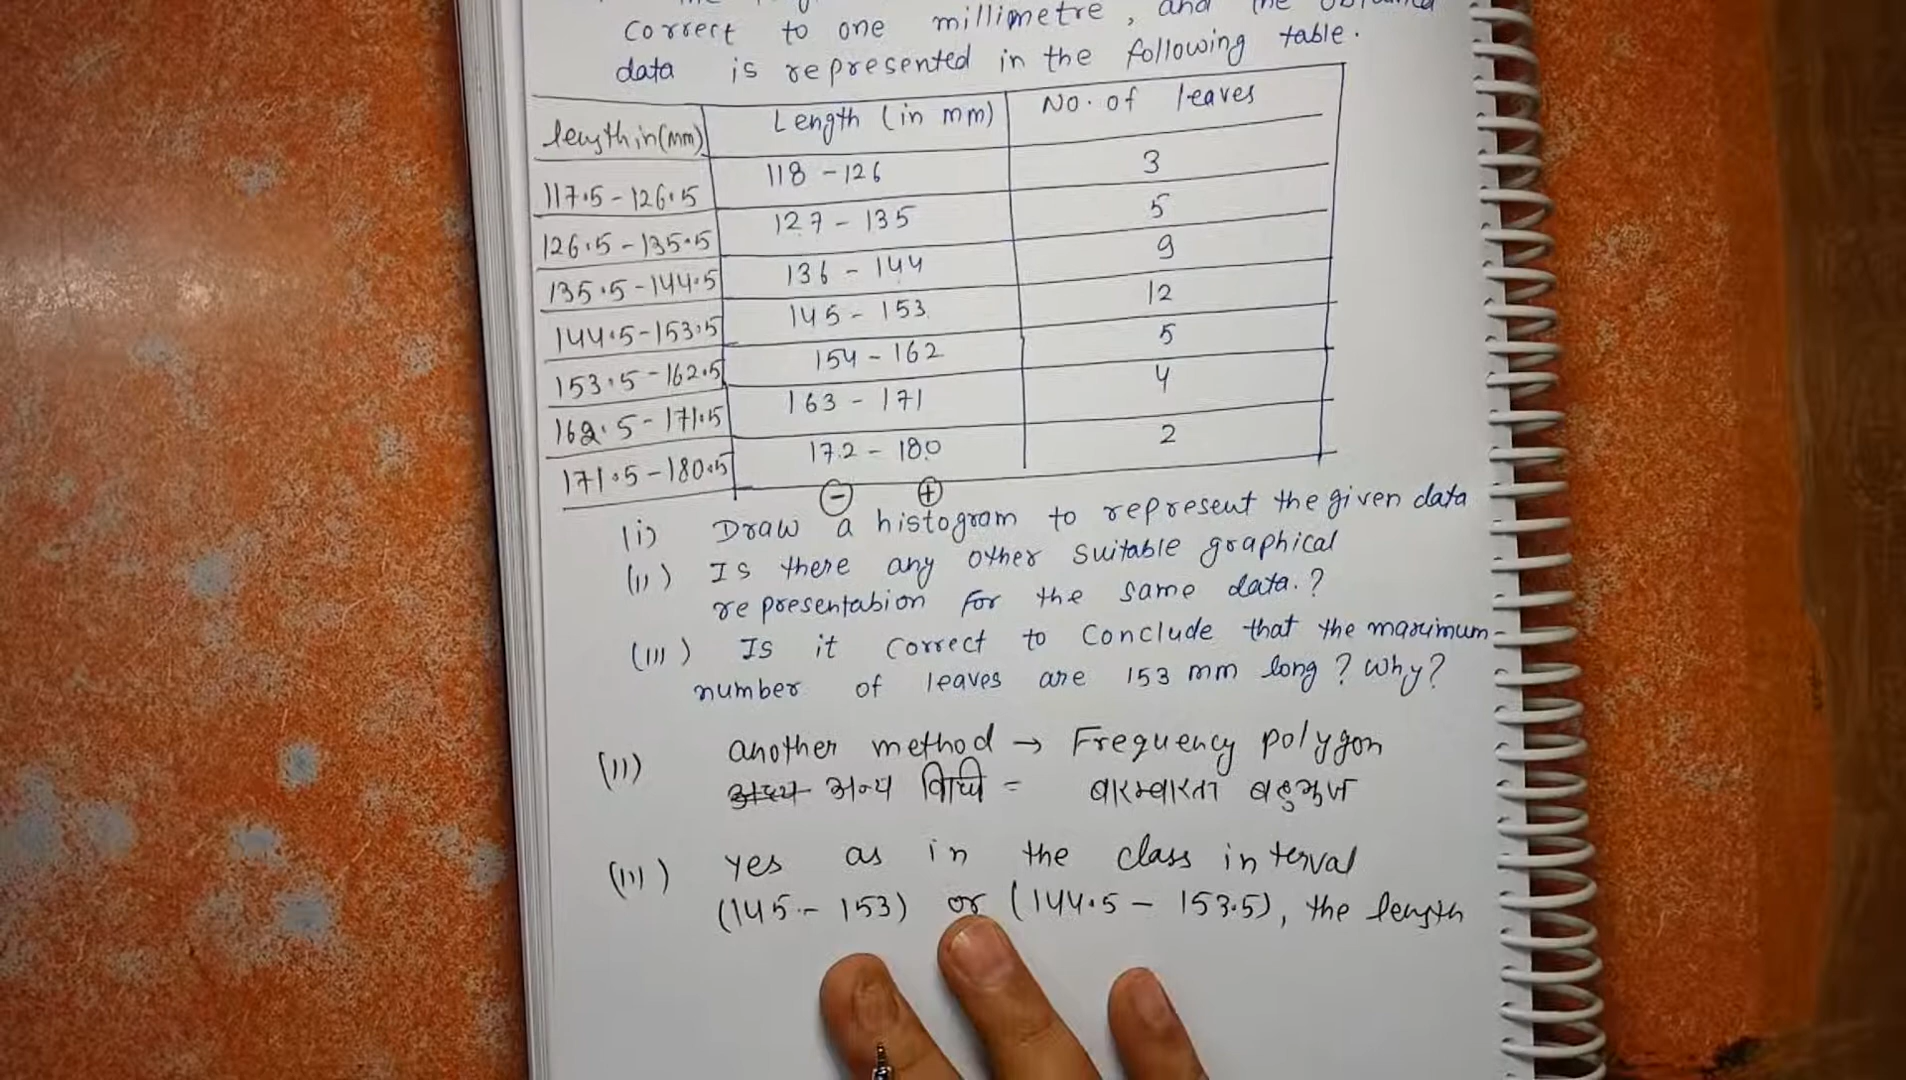 correct to one millimetre, and the
data is represented in the following table.
length in (mm) Length (in mm) No. of leaves
117.5 - 126.5 118 - 126 3
126.5 - 135.5 127 - 135 5
135.5 - 144.5 136 - 144 9
144.5 - 153.5 145 - 153 12
153.5 - 162.5 154 - 162 5
162.5 - 171.5 163 - 171 4
171.5 - 180.5 172 - 180 2
- +
(i) Draw a histogram to represent the given data
(ii) Is there any other suitable graphical
representation for the same data.?
(iii) Is it correct to conclude that the maximum
number of leaves are 153 mm long? Why?
(ii) another method → Frequency polygon
अन्य विधी = बारम्बारता बहुभुज
(iii) yes as in the class interval
(145 - 153) or (144.5 - 153.5), the length